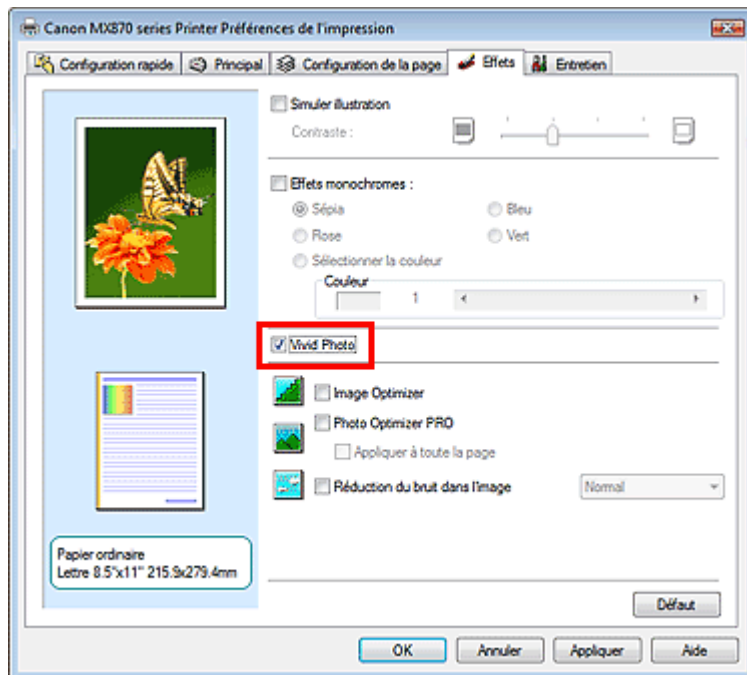 Canon MX870 series Printer Préférences de l'impression
Configuration rapide Principal Configuration de la page Effets Entretien
Simuler illustration
Contraste :
Effets monochromes :
Sépia Bleu
Rose Vert
Sélectionner la couleur
Couleur
1
Vivid Photo
Image Optimizer
Photo Optimizer PRO
Appliquer à toute la page
Réduction du bruit dans l'image Normal
Papier ordinaire
Lettre 8.5"x11" 215.9x279.4mm
Défaut
OK Annuler Appliquer Aide